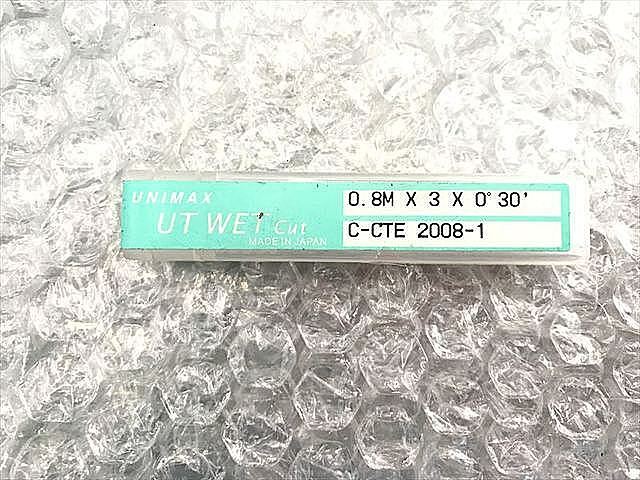 UNIMAX
UT WET Cut
MADE IN JAPAN
0.8M X 3 X 0°30'
C-CTE 2008-1